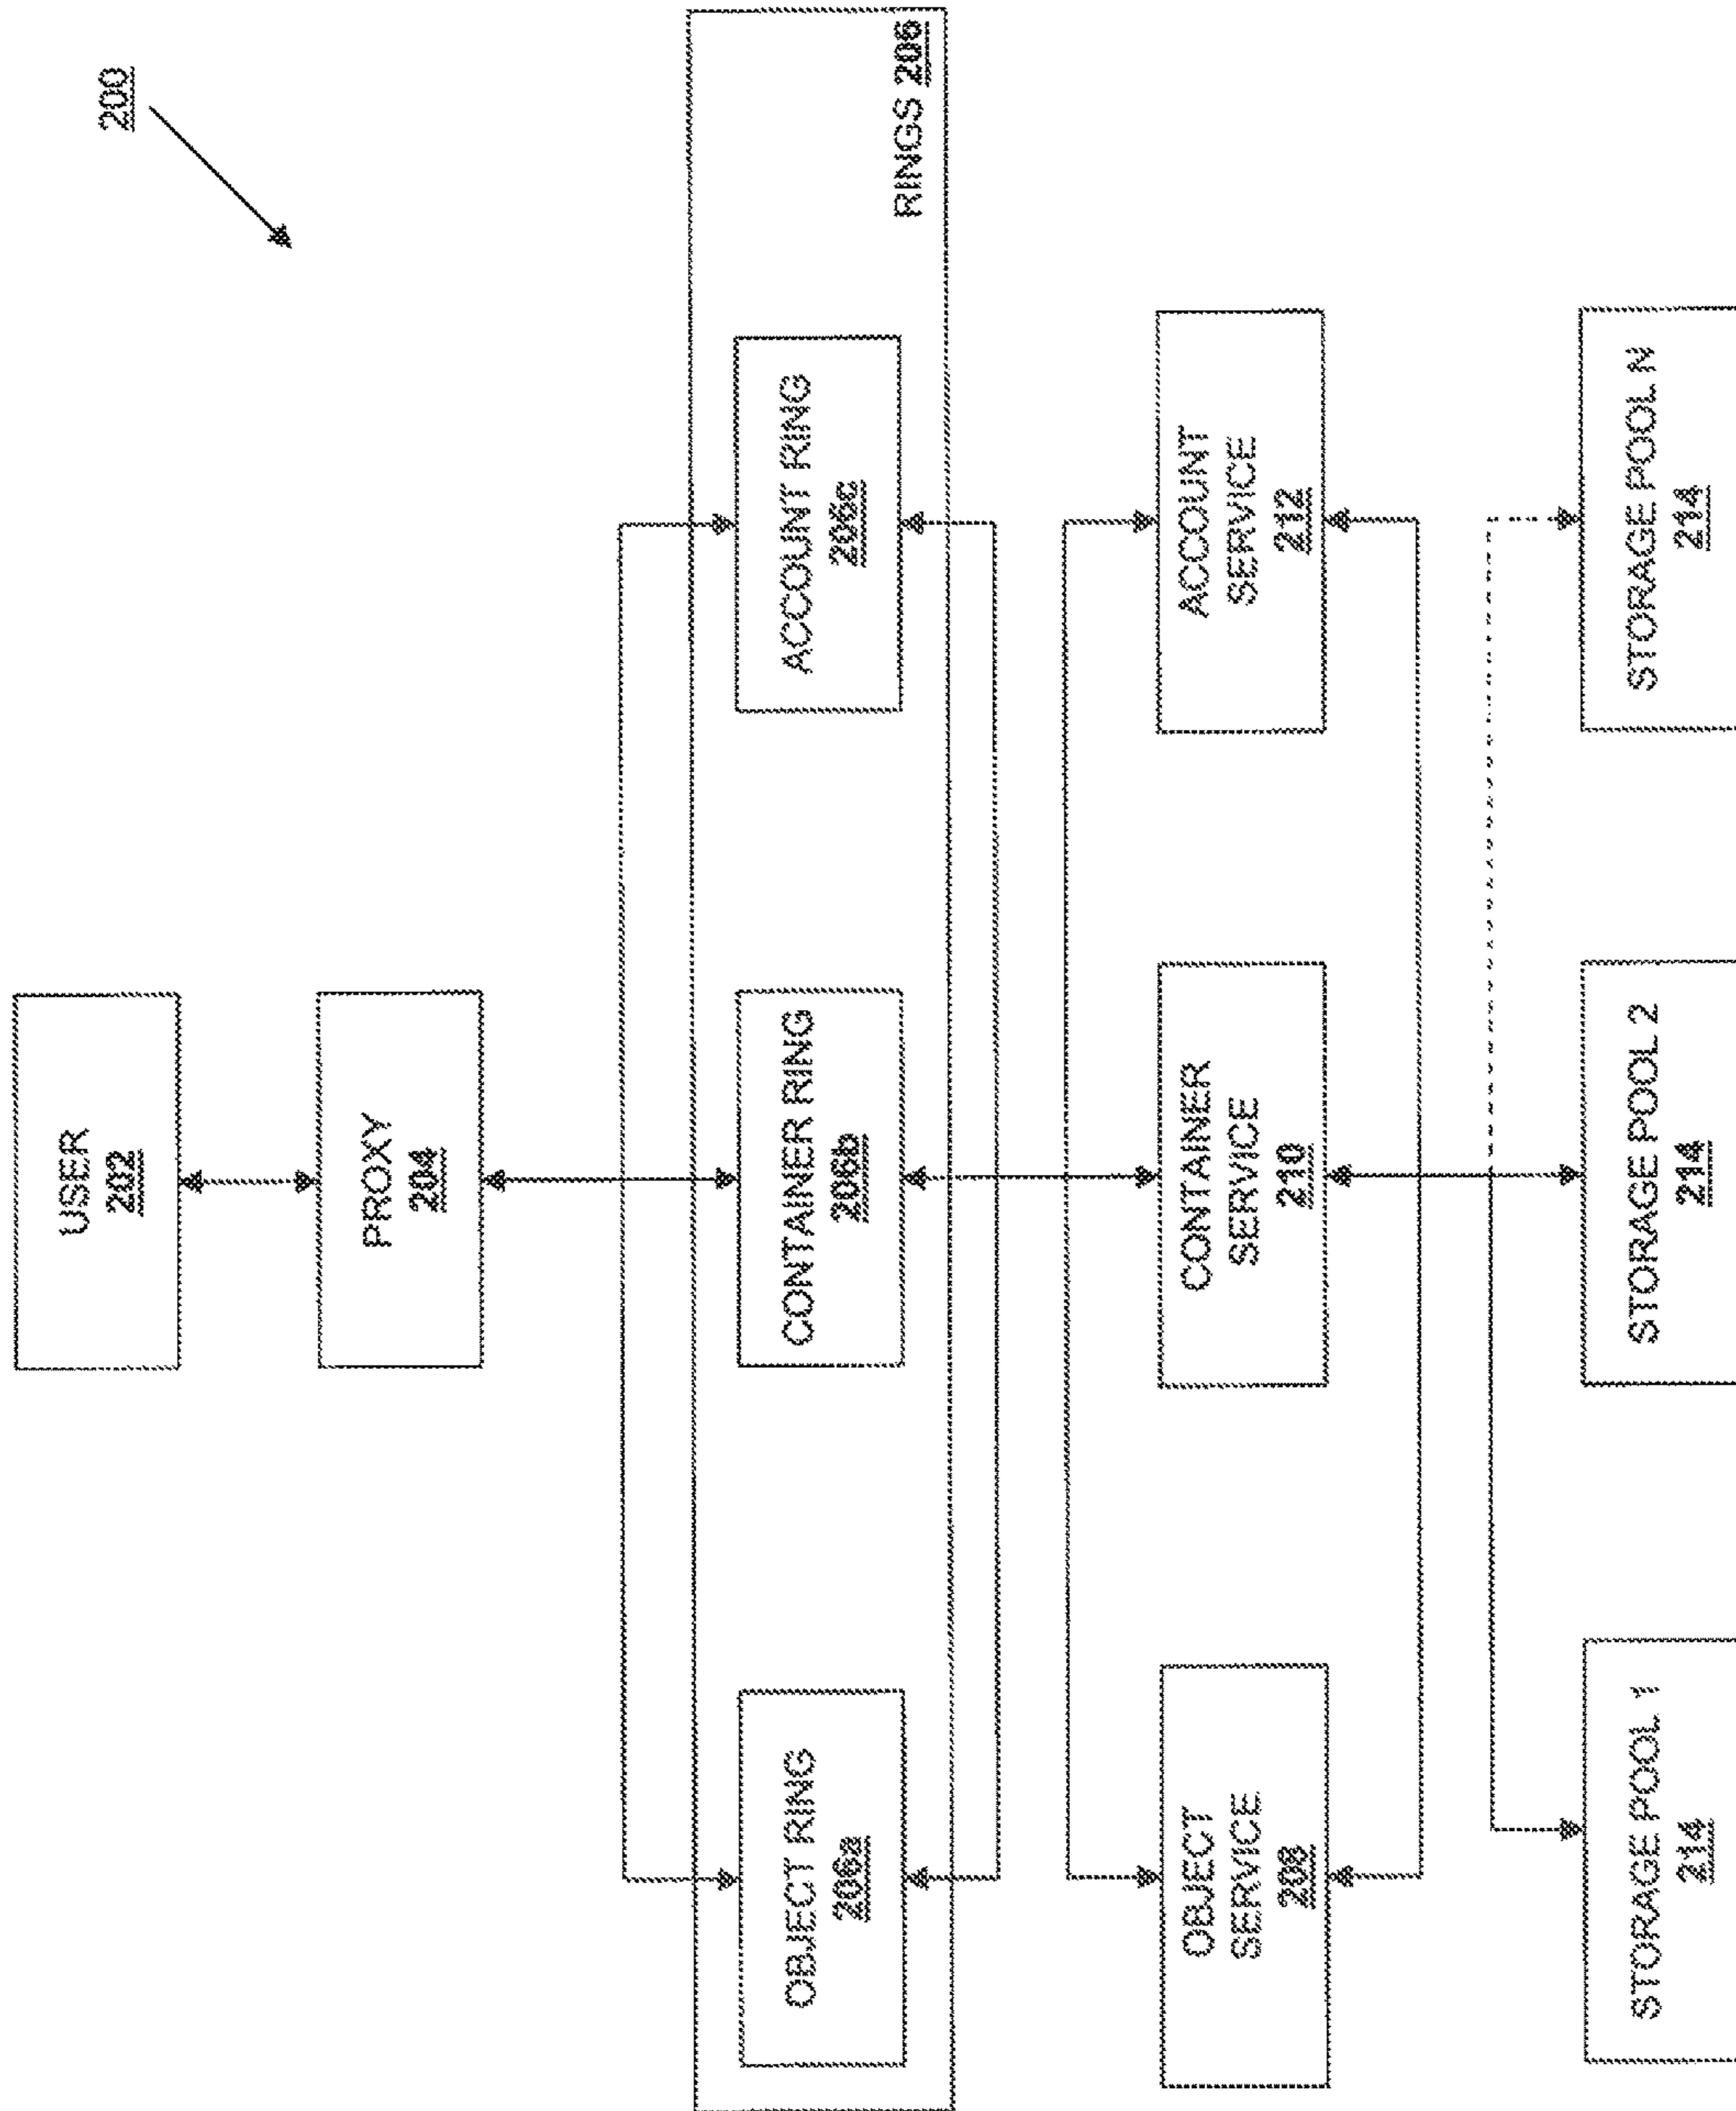 200
USER
202
PROXY
204
RINGS 206
OBJECT RING
206a
CONTAINER RING
206b
ACCOUNT RING
206c
OBJECT
SERVICE
208
CONTAINER
SERVICE
210
ACCOUNT
SERVICE
212
STORAGE POOL 1
214
STORAGE POOL 2
214
STORAGE POOL N
214